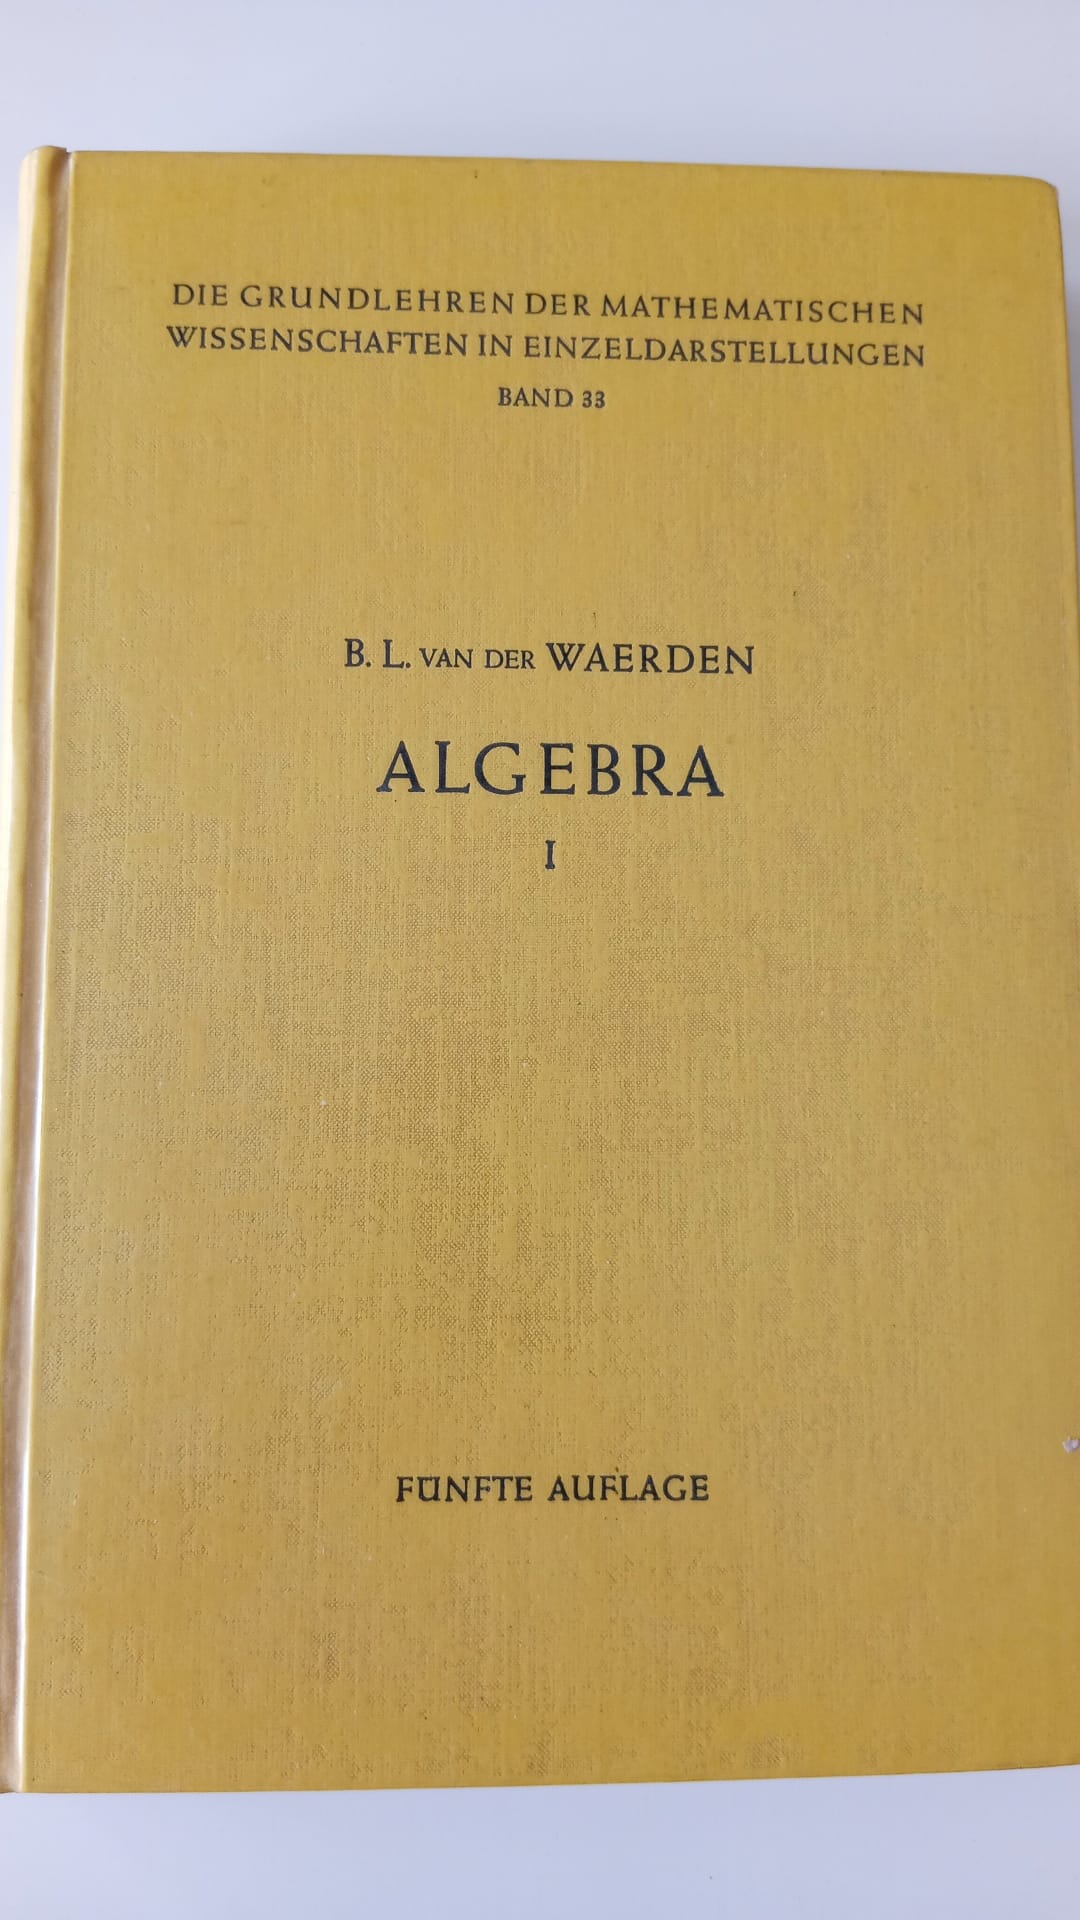 DIE GRUNDLEHREN DER MATHEMATISCHEN
WISSENSCHAFTEN IN EINZELDARSTELLUNGEN
BAND 33
B. L. VAN DER WAERDEN
ALGEBRA
I
FÜNFTE AUFLAGE